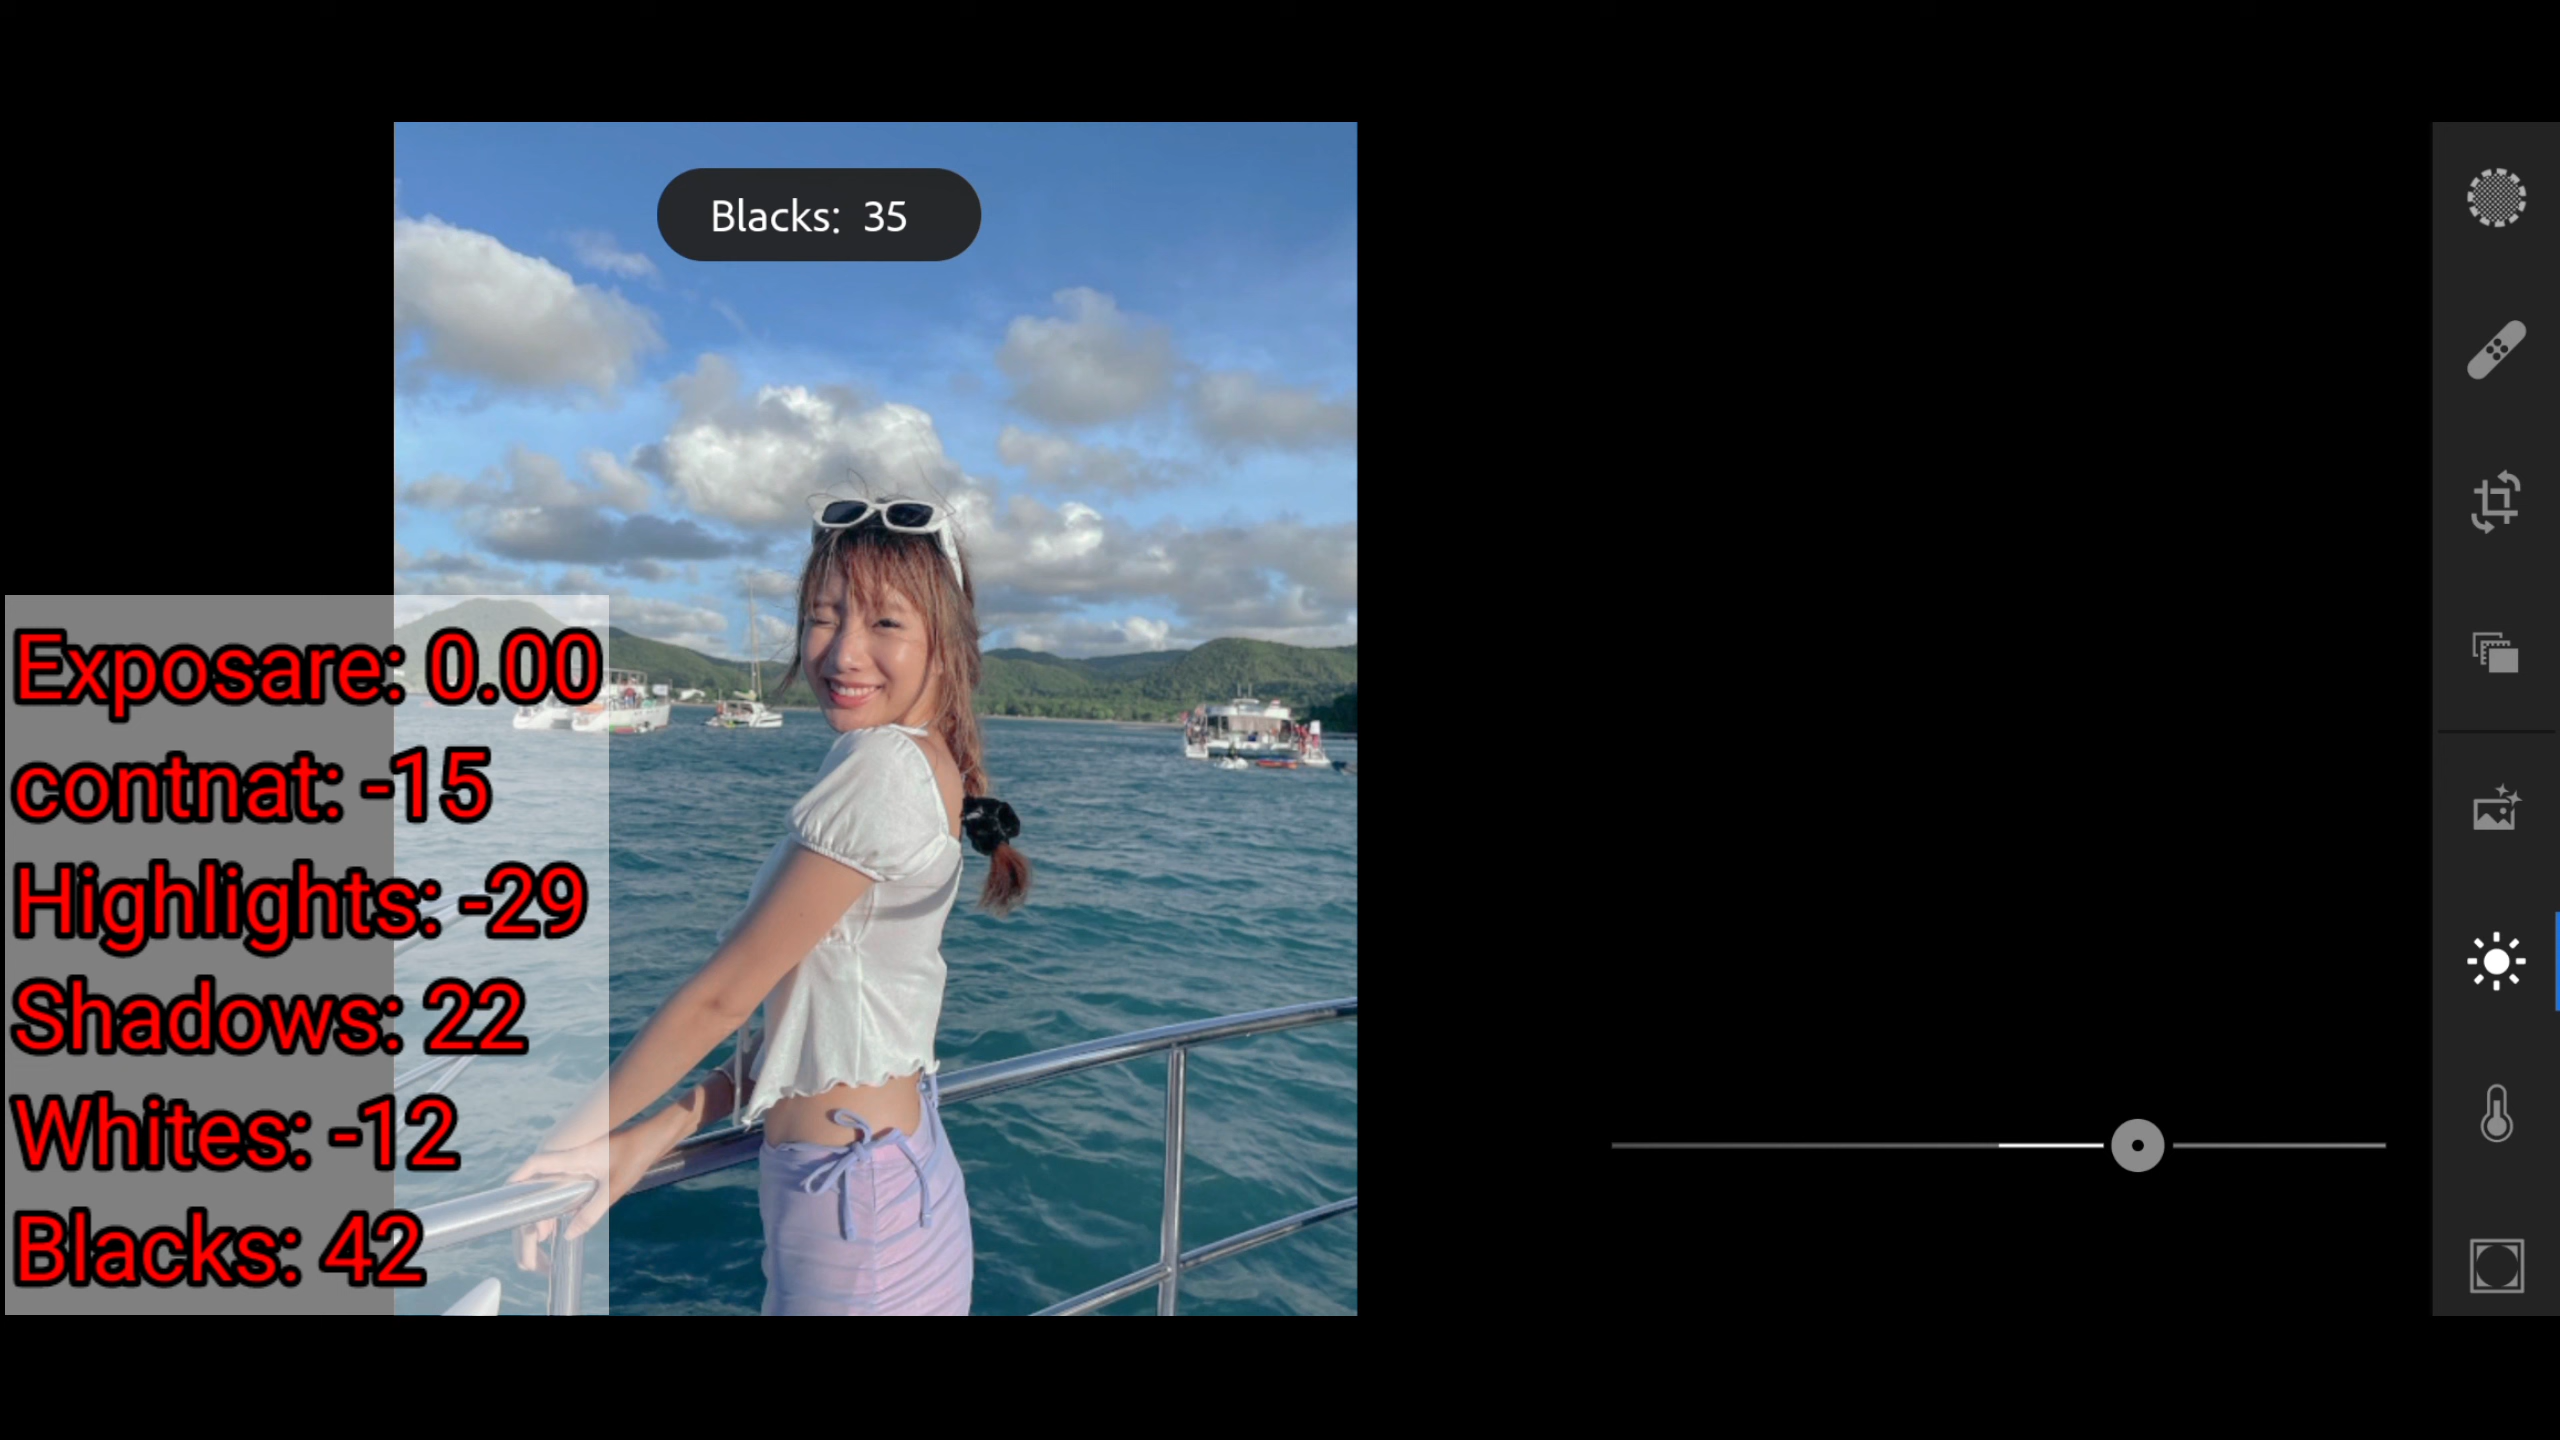 Blacks: 35
Exposare: 0.00
contnat: -15
Highlights: -29
Shadows: 22
Whites: -12
Blacks: 42